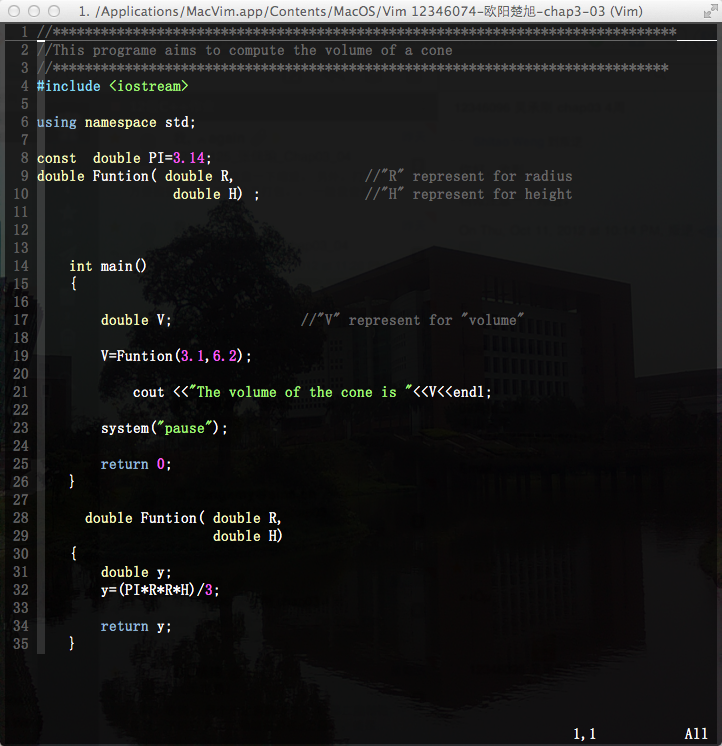 1. /Applications/MacVim.app/Contents/MacOS/Vim 12346074-欧阳楚旭-chap3-03 (Vim)
1 //******************************************************************************
2 //This programe aims to compute the volume of a cone
3 //*****************************************************************************
4 #include <iostream>
5
6 using namespace std;
7
8 const  double PI=3.14;
9 double Funtion( double R,                //"R" represent for radius
10                  double H) ;             //"H" represent for height
11
12
13
14     int main()
15     {
16
17         double V;                //"V" represent for "volume"
18
19         V=Funtion(3.1,6.2);
20
21             cout <<"The volume of the cone is "<<V<<endl;
22
23         system("pause");
24
25         return 0;
26     }
27
28       double Funtion( double R,
29                       double H)
30     {
31         double y;
32         y=(PI*R*R*H)/3;
33
34         return y;
35     }
1,1 All